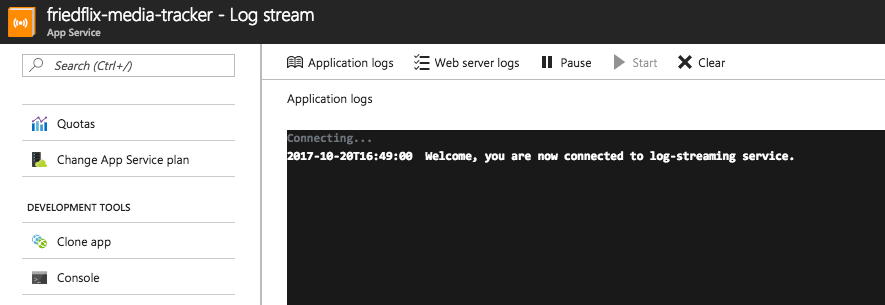 friedflix-media-tracker - Log stream
App Service
Search (Ctrl+/)
Quotas
Change App Service plan
DEVELOPMENT TOOLS
Clone app
Console
Application logs Web server logs Pause Start Clear
Application logs
Connecting...
2017-10-20T16:49:00 Welcome, you are now connected to log-streaming service.